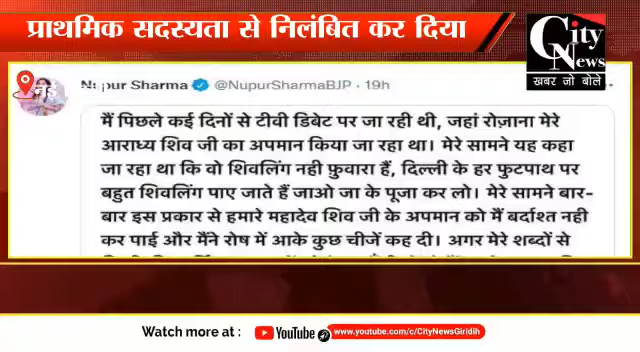 प्राथमिक सदस्यता से निलंबित कर दिया
City
News
खबर जो बोले
नई
Nupur Sharma @NupurSharmaBJP · 19h
मैं पिछले कई दिनों से टीवी डिबेट पर जा रही थी, जहां रोज़ाना मेरे
आराध्य शिव जी का अपमान किया जा रहा था। मेरे सामने यह कहा
जा रहा था कि वो शिवलिंग नही फ़ुवारा हैं, दिल्ली के हर फुटपाथ पर
बहुत शिवलिंग पाए जाते हैं जाओ जा के पूजा कर लो। मेरे सामने बार-
बार इस प्रकार से हमारे महादेव शिव जी के अपमान को मैं बर्दाश्त नही
कर पाई और मैंने रोष में आके कुछ चीजें कह दी। अगर मेरे शब्दों से
Watch more at : YouTube www.youtube.com/c/CityNewsGiridih